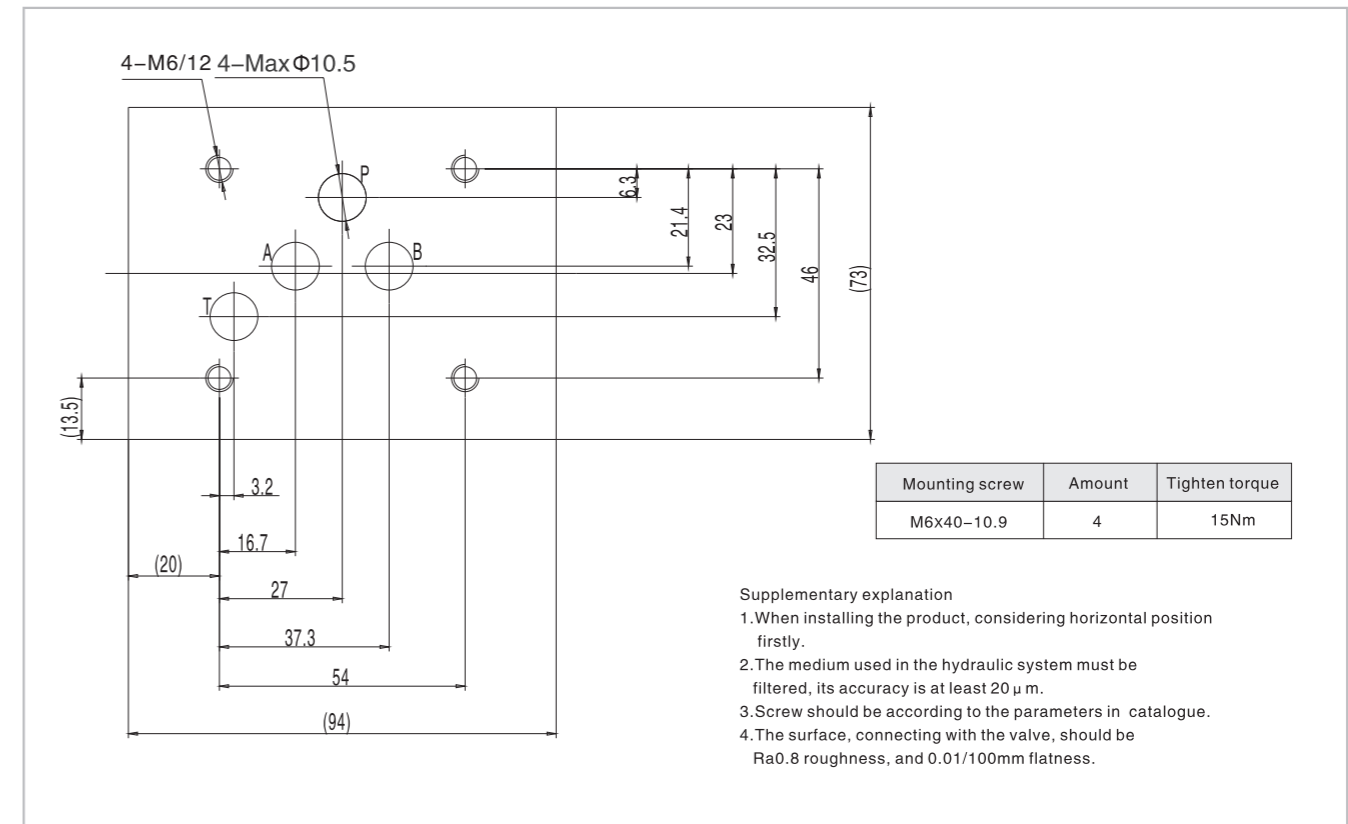 4–M6/12 4–MaxΦ10.5
P
A
B
T
6.3
21.4
23
32.5
46
(73)
(13.5)
3.2
16.7
(20)
27
37.3
54
(94)
Mounting screw Amount Tighten torque
M6x40–10.9 4 15Nm
Supplementary explanation
1.When installing the product, considering horizontal position
firstly.
2.The medium used in the hydraulic system must be
filtered, its accuracy is at least 20μm.
3.Screw should be according to the parameters in catalogue.
4.The surface, connecting with the valve, should be
Ra0.8 roughness, and 0.01/100mm flatness.